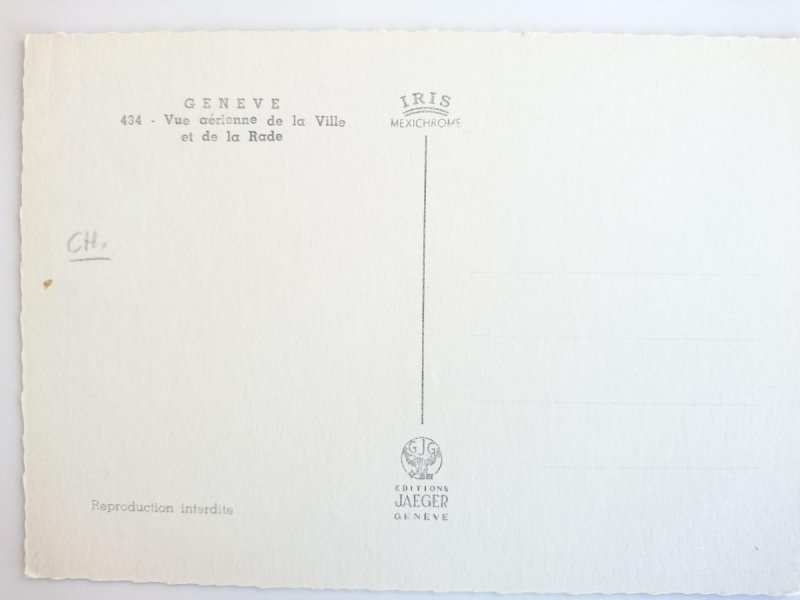 GENEVE
434 - Vue aérienne de la Ville
et de la Rade
CH.
Reproduction interdite
IRIS
MEXICHROME
GJG
EDITIONS
JAEGER
GENÈVE